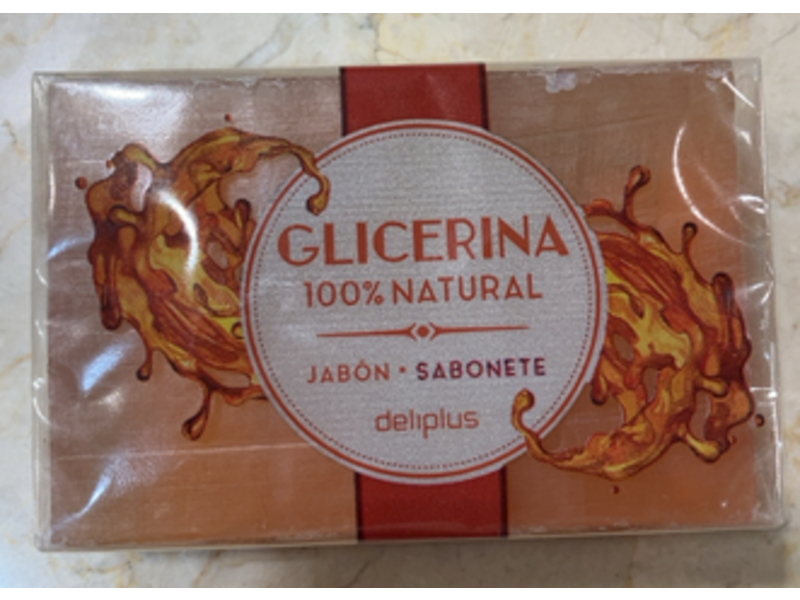 GLICERINA
100% NATURAL
JABÓN • SABONETE
deliplus